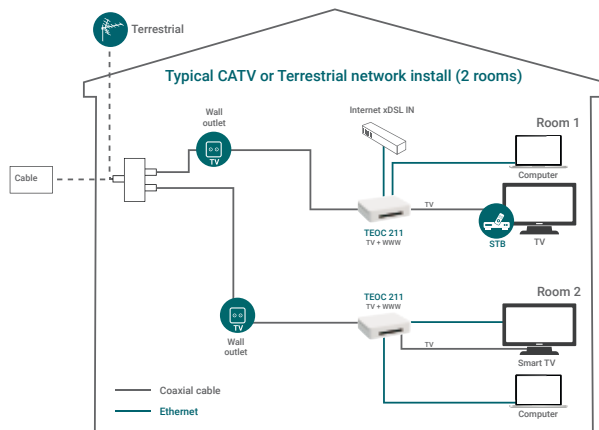 Terrestrial
Typical CATV or Terrestrial network install (2 rooms)
Wall
outlet
TV
Internet xDSL IN
Room 1
Computer
Cable
TV
TEOC 211
TV + WWW
STB
TV
TEOC 211
TV + WWW
Room 2
TV
Wall
outlet
TV
Smart TV
Coaxial cable
Ethernet
Computer